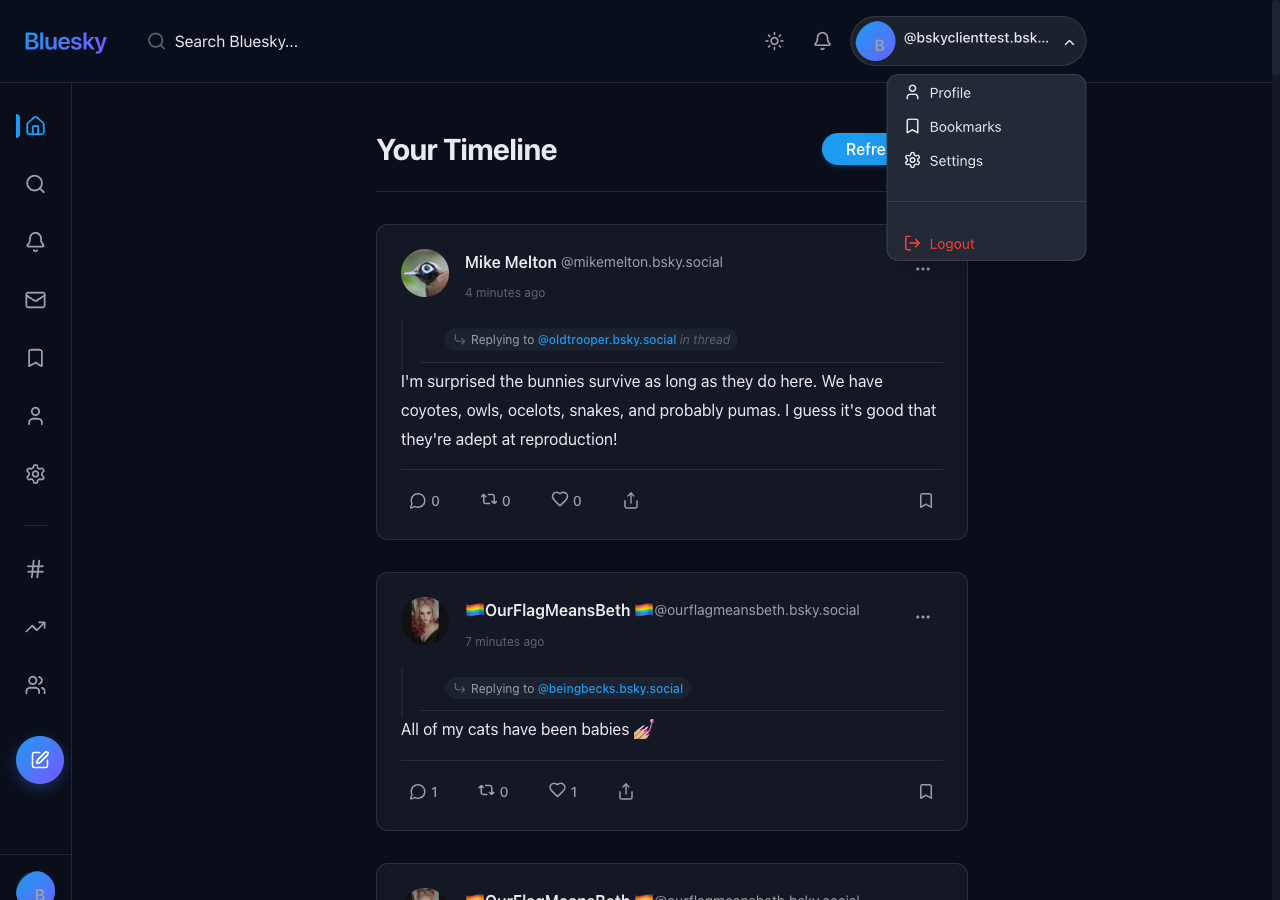 Bluesky
Search Bluesky...
B
@bskyclienttest.bsk...
Profile
Bookmarks
Settings
Logout
Your Timeline
Refre
Mike Melton @mikemelton.bsky.social
4 minutes ago
Replying to @oldtrooper.bsky.social in thread
I'm surprised the bunnies survive as long as they do here. We have
coyotes, owls, ocelots, snakes, and probably pumas. I guess it's good that
they're adept at reproduction!
0 0 0
🏳️‍🌈OurFlagMeansBeth 🏳️‍🌈@ourflagmeansbeth.bsky.social
7 minutes ago
Replying to @beingbecks.bsky.social
All of my cats have been babies 💅🏼
1 0 1
🏳️‍🌈OurFlagMeansBeth 🏳️‍🌈@ourflagmeansbeth.bsky.social
B